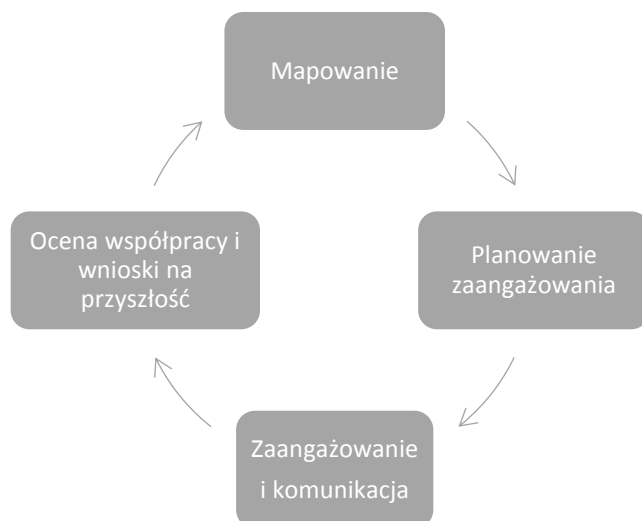 Mapowanie
Planowanie
zaangażowania
Zaangażowanie
i komunikacja
Ocena współpracy i
wnioski na
przyszłość